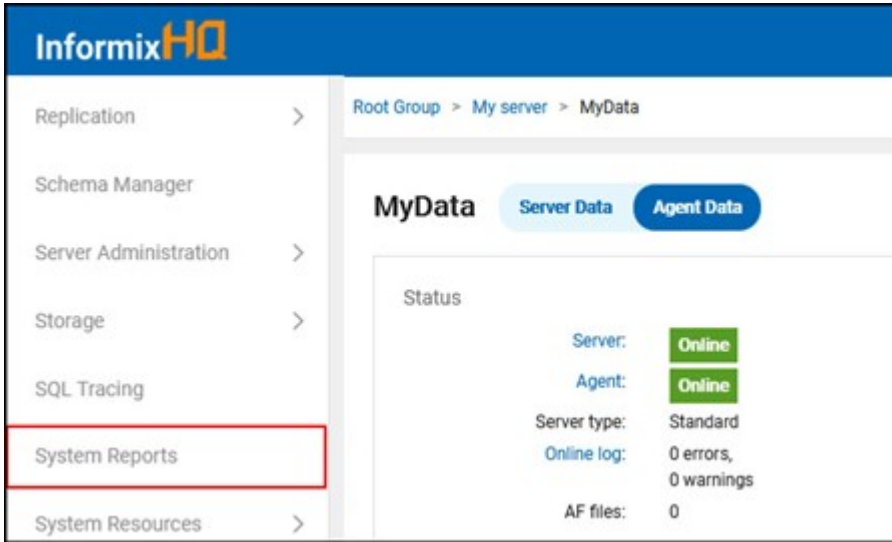 InformixHQ
Replication
Schema Manager
Server Administration
Storage
SQL Tracing
System Reports
System Resources
Root Group > My server > MyData
MyData Server Data Agent Data
Status
Server: Online
Agent: Online
Server type: Standard
Online log: 0 errors,
0 warnings
AF files: 0